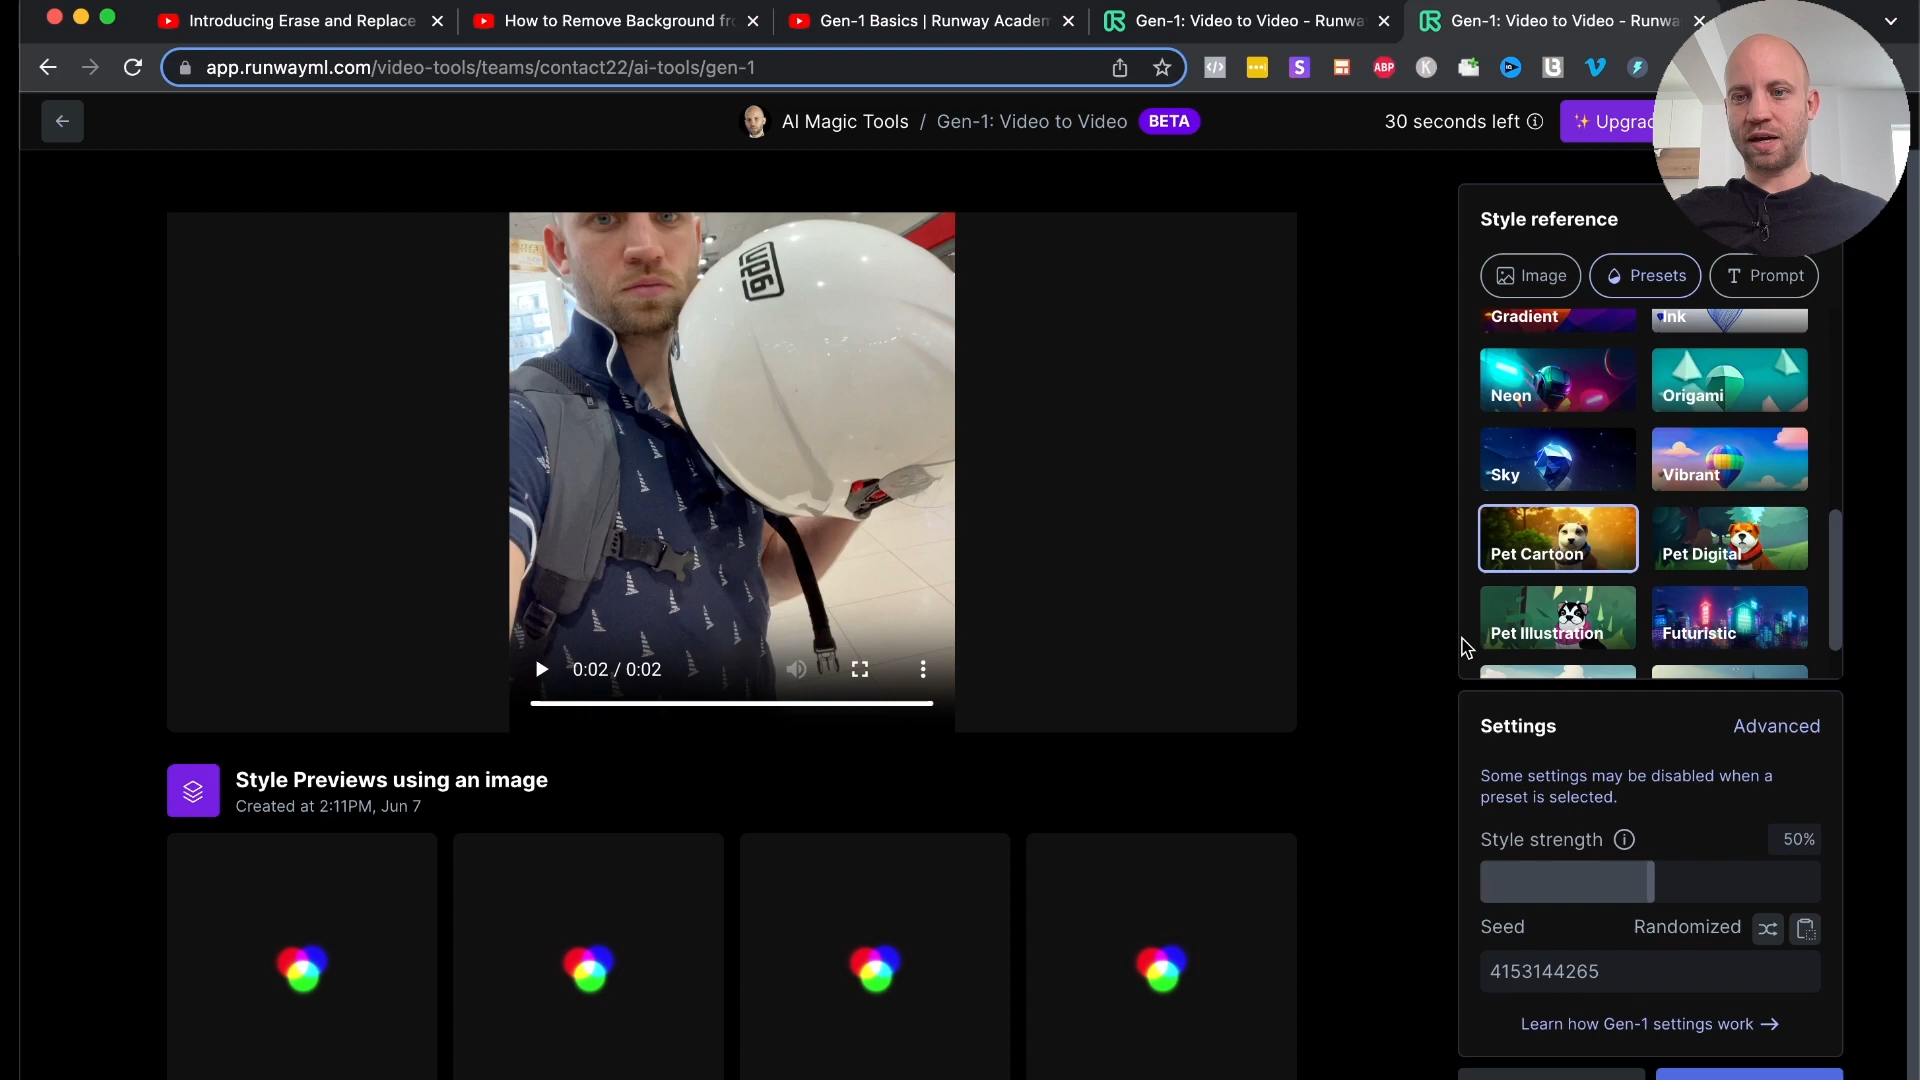 Introducing Erase and Replace
How to Remove Background fr
Gen-1 Basics | Runway Academ
Gen-1: Video to Video - Runwa
Gen-1: Video to Video - Runwa
app.runwayml.com/video-tools/teams/contact22/ai-tools/gen-1
ABP
AI Magic Tools / Gen-1: Video to Video BETA
30 seconds left
Upgrad
Style reference
Image
Presets
Prompt
Gradient
Ink
Neon
Origami
Sky
Vibrant
Pet Cartoon
Pet Digital
Pet Illustration
Futuristic
0:02 / 0:02
Settings
Advanced
Some settings may be disabled when a
preset is selected.
Style strength
50%
Seed
Randomized
4153144265
Learn how Gen-1 settings work
Style Previews using an image
Created at 2:11PM, Jun 7